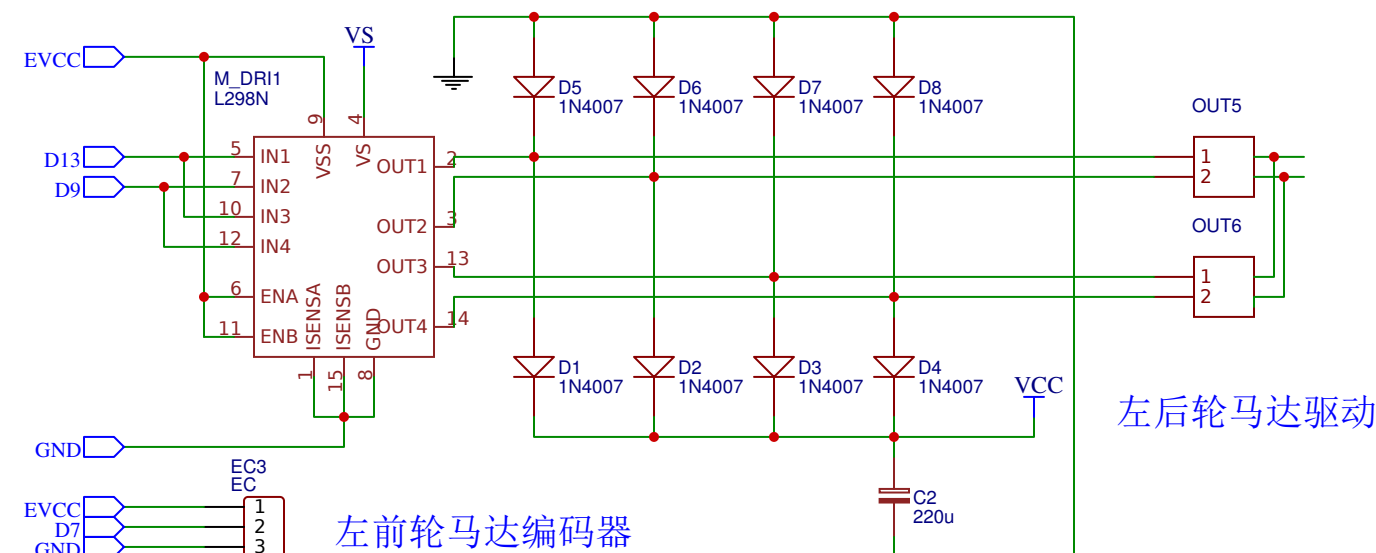 VS
EVCC
M_DRI1
L298N
D5
1N4007
D6
1N4007
D7
1N4007
D8
1N4007
OUT5
9
4
VSS
VS
D13
5
IN1
OUT1
2
1
D9
7
IN2
2
10
IN3
OUT2
3
OUT6
12
IN4
OUT3
13
1
6
ENA
2
11
ENB
ISENSA
ISENSB
GND
OUT4
14
1
15
8
D1
1N4007
D2
1N4007
D3
1N4007
D4
1N4007
VCC
左后轮马达驱动
GND
EC3
EC
EVCC
1
D7
2
GND
3
左前轮马达编码器
C2
220u